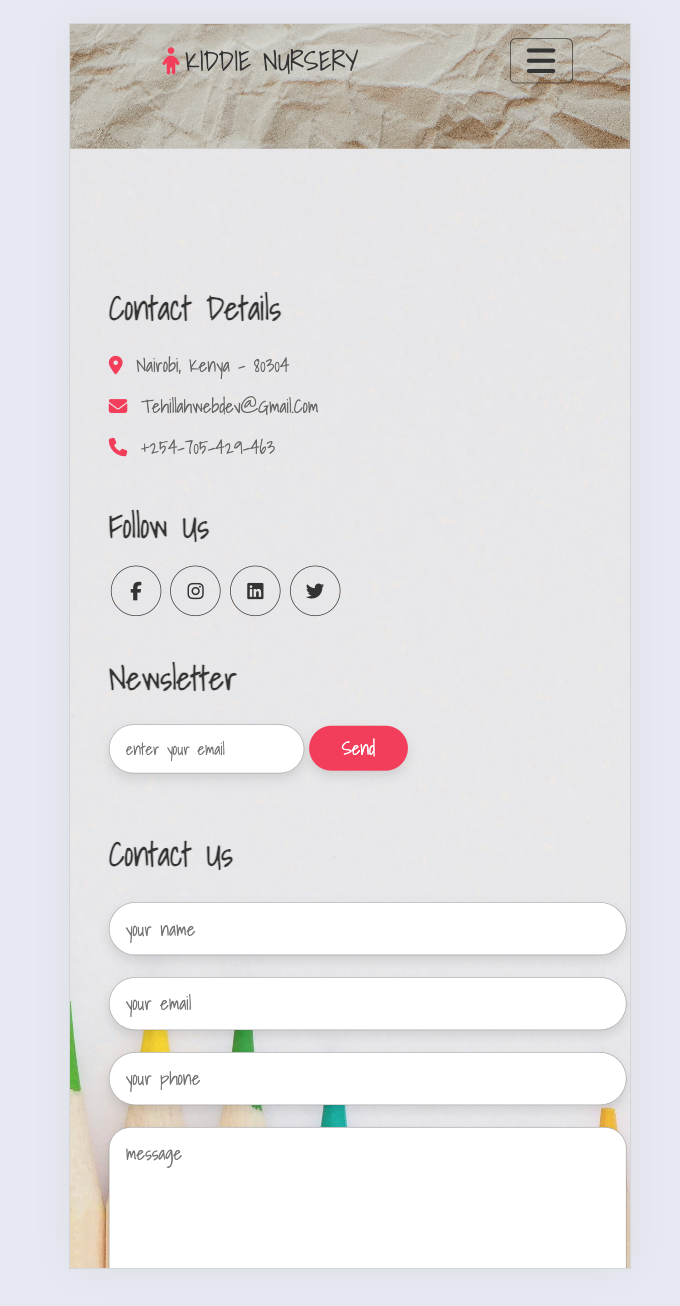 KIDDIE NURSERY
Contact Details
Nairobi, Kenya - 80304
Tehillahwebdev@Gmail.Com
+254-705-429-463
Follow Us
Newsletter
enter your email
Send
Contact Us
your name
your email
your phone
message